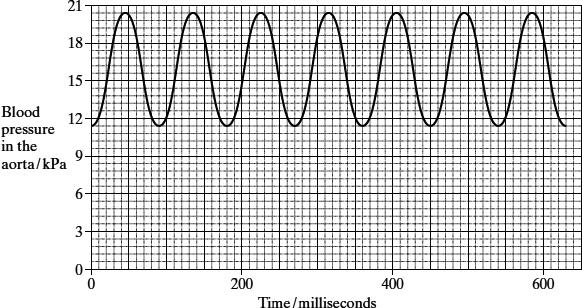 21
18
15
12
9
6
3
0
Blood
pressure
in the
aorta/kPa
0 200 400 600
Time/milliseconds